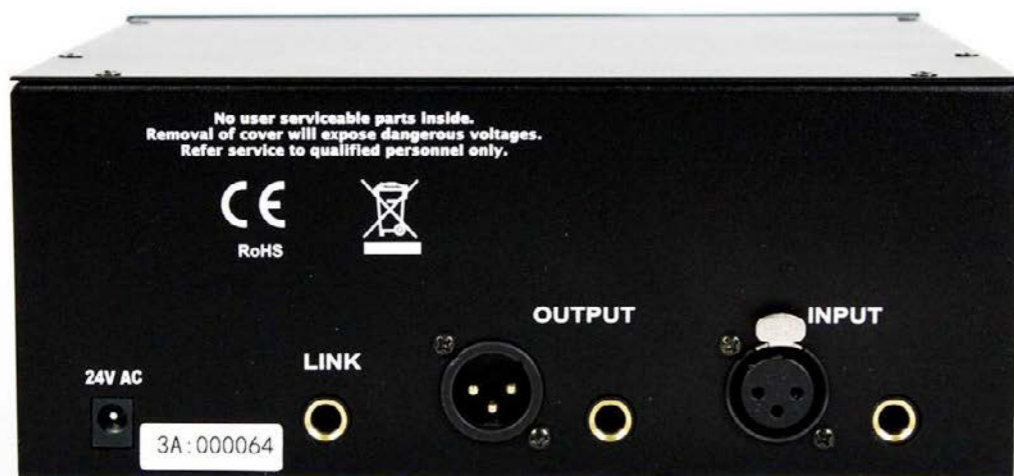 No user serviceable parts inside.
Removal of cover will expose dangerous voltages.
Refer service to qualified personnel only.
CE
RoHS
OUTPUT
INPUT
LINK
24V AC
3A:000064